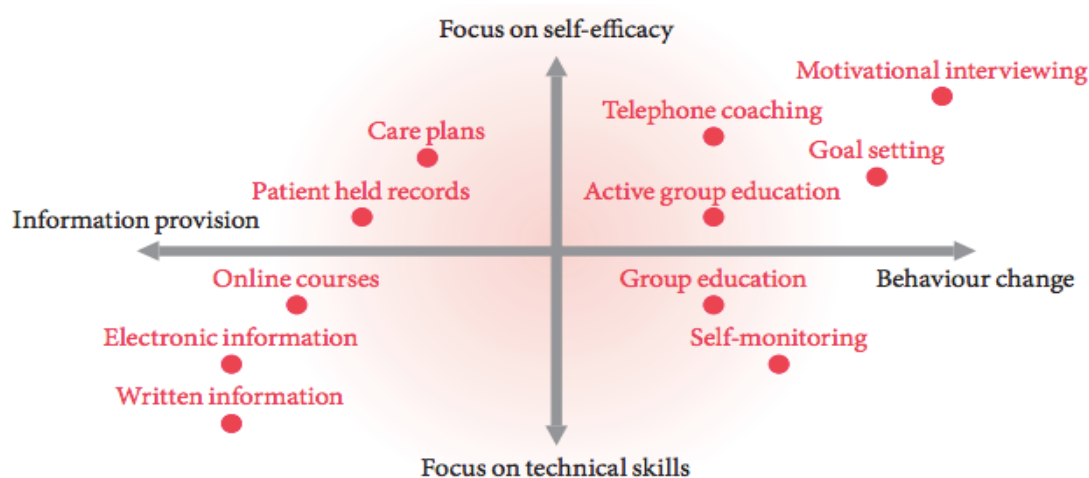 Focus on self-efficacy
Motivational interviewing
Telephone coaching
Care plans
Goal setting
Patient held records
Active group education
Information provision
Online courses
Group education
Behaviour change
Electronic information
Self-monitoring
Written information
Focus on technical skills